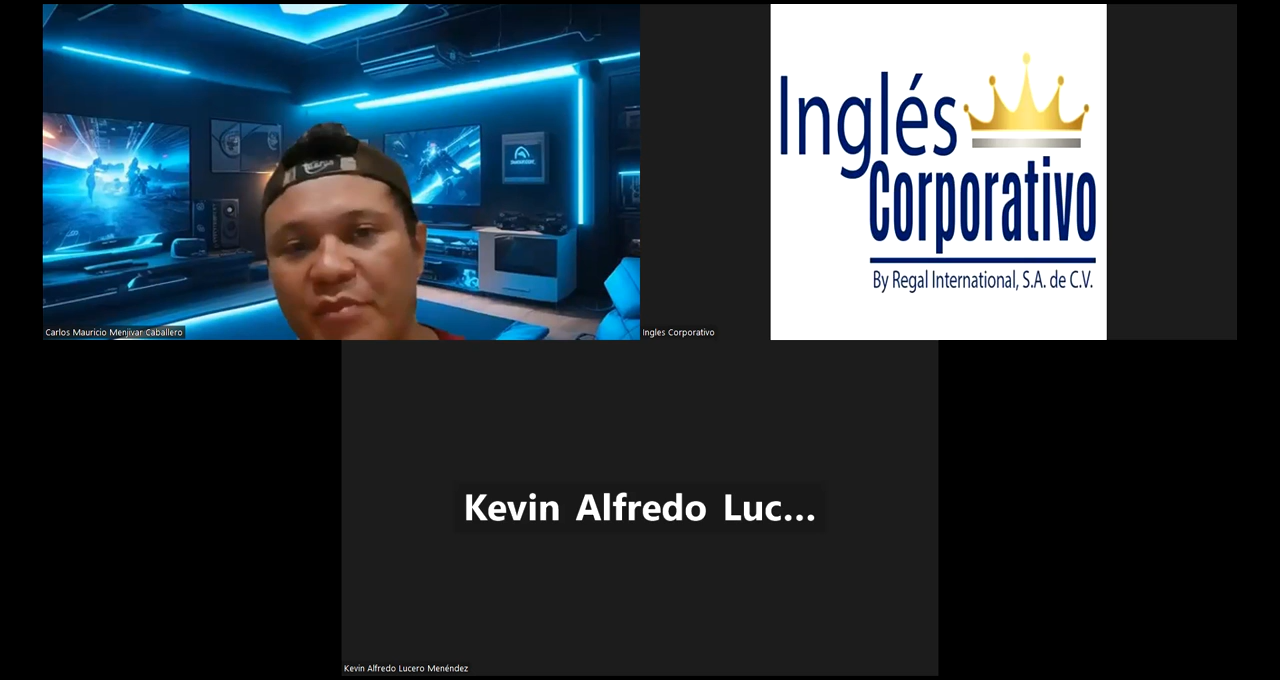 Carlos Mauricio Menjivar Caballero
Inglés
Corporativo
By Regal International, S.A. de C.V.
Ingles Corporativo
Kevin Alfredo Luc...
Kevin Alfredo Lucero Menéndez